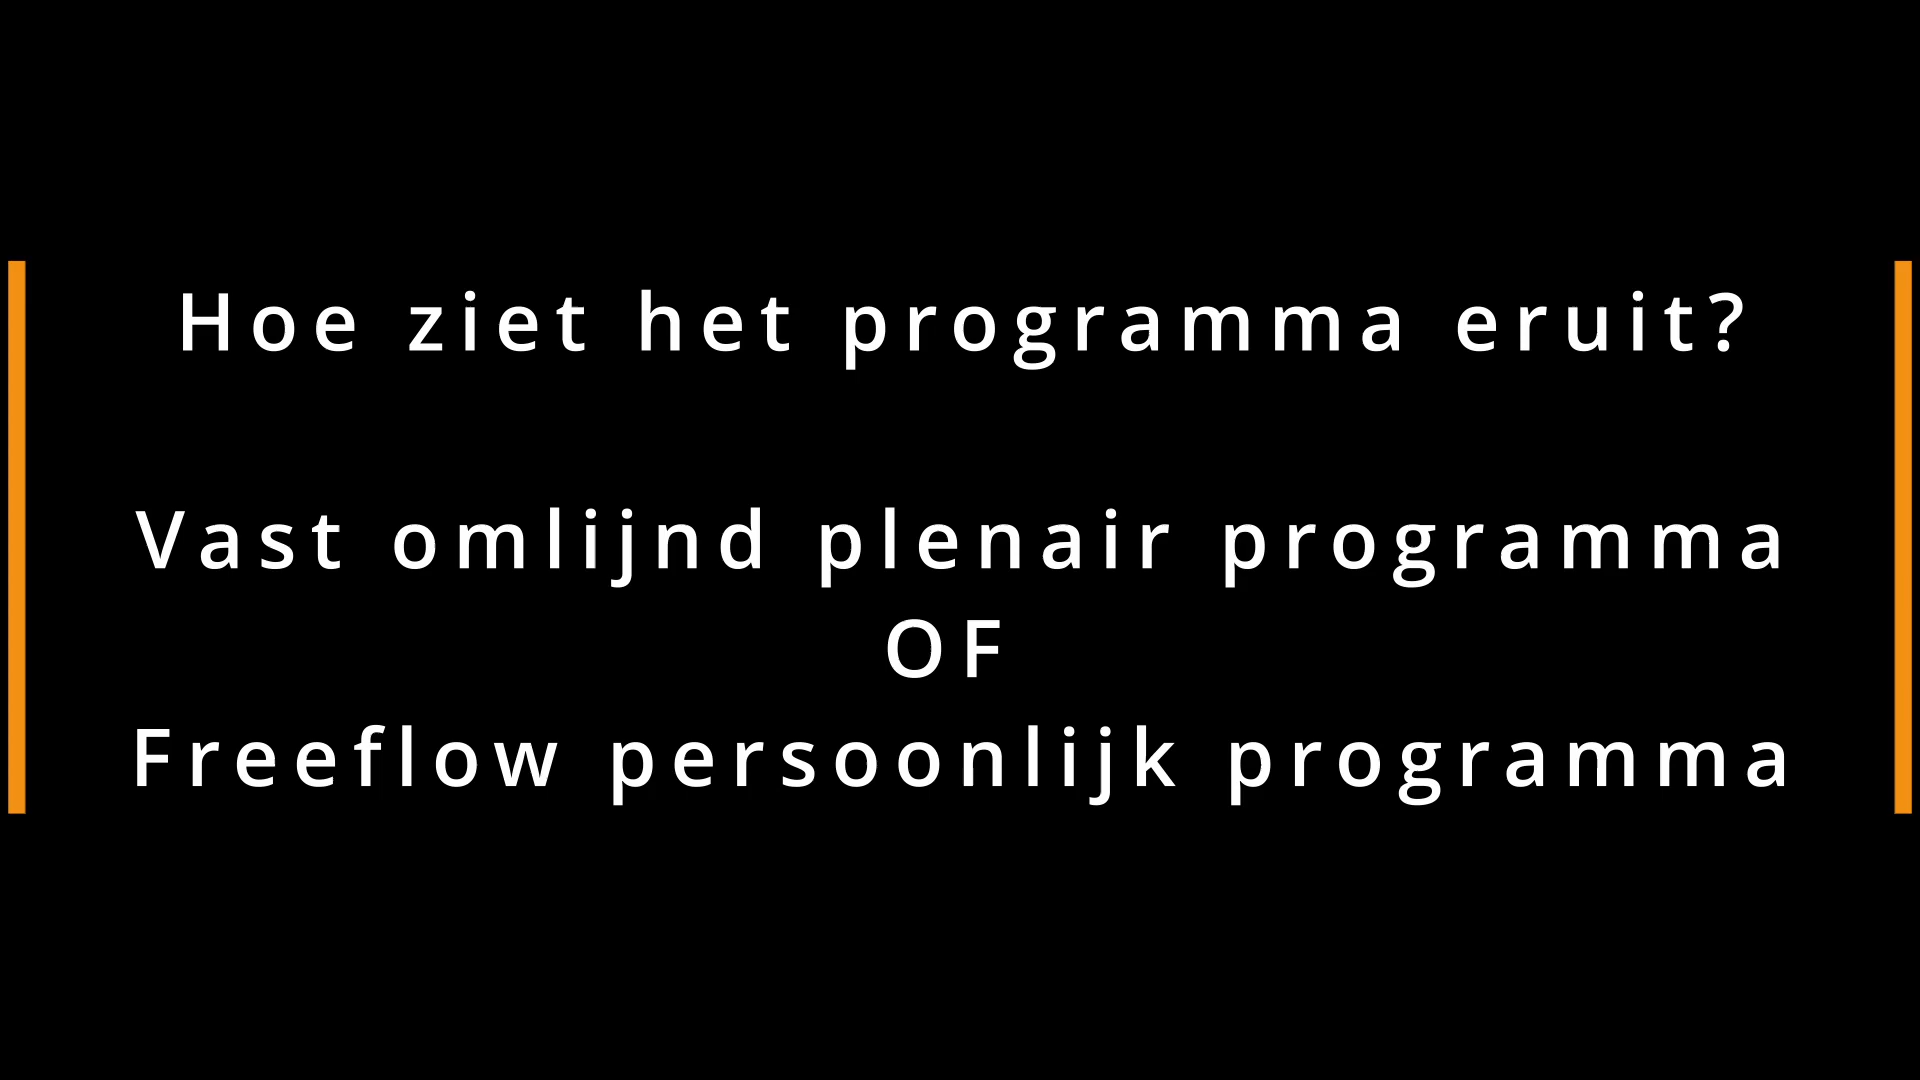 Hoe ziet het programma eruit?
Vast omlijnd plenair programma
OF
Freeflow persoonlijk programma